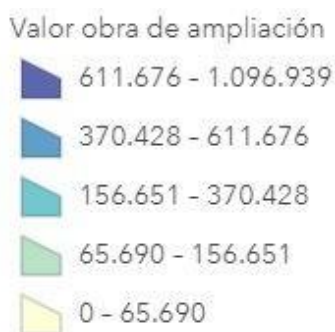 Valor obra de ampliación
611.676 - 1.096.939
370.428 - 611.676
156.651 - 370.428
65.690 - 156.651
0 - 65.690